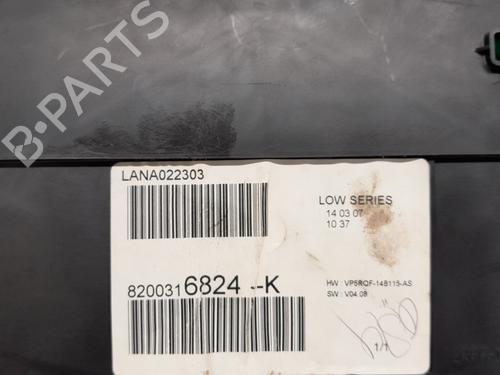 B-PARTS
LANA022303
LOW SERIES
14 03 07
10 37
8200316824 --K
HW : VP5RQF-14B115-AS
SW : V04.08
1/1